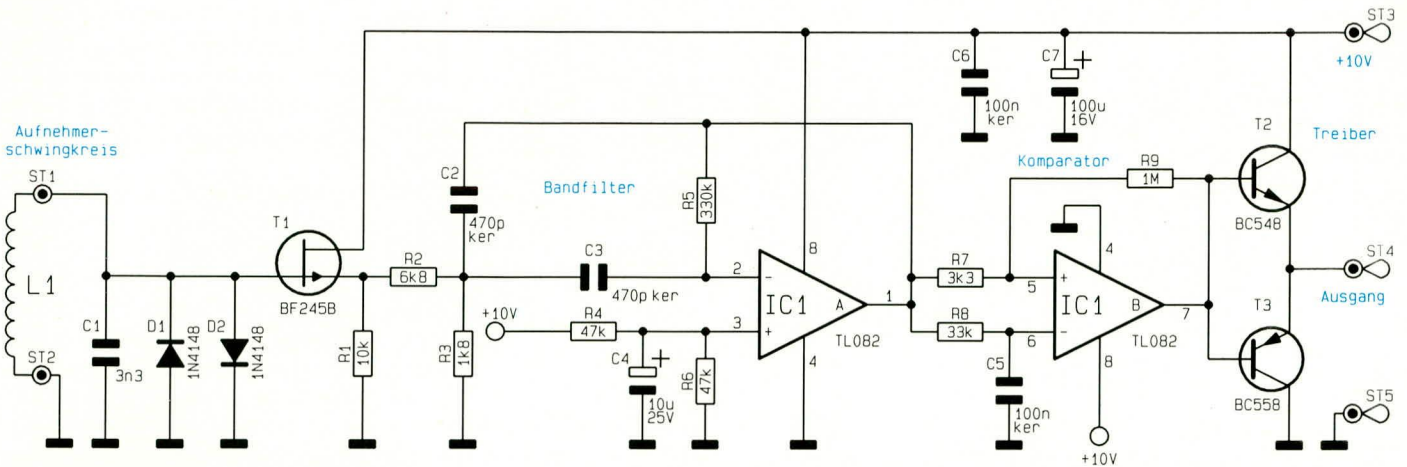 ST3
+10V
C6
100n
ker
C7
+
100u
16V
T2
Treiber
Aufnehmer-
schwingkreis
ST1
L1
ST2
C1
3n3
D1
1N4148
D2
1N4148
T1
BF245B
R1
10k
R2
6k8
R3
1k8
C2
470p
ker
Bandfilter
C3
470p ker
R5
330k
+10V
R4
47k
C4
+
10u
25V
R6
47k
2
-
3
+
8
IC1
A
1
TL082
4
Komparator
R9
1M
R7
3k3
R8
33k
C5
100n
ker
5
+
6
-
4
IC1
B
7
TL082
8
+10V
BC548
ST4
Ausgang
T3
BC558
ST5